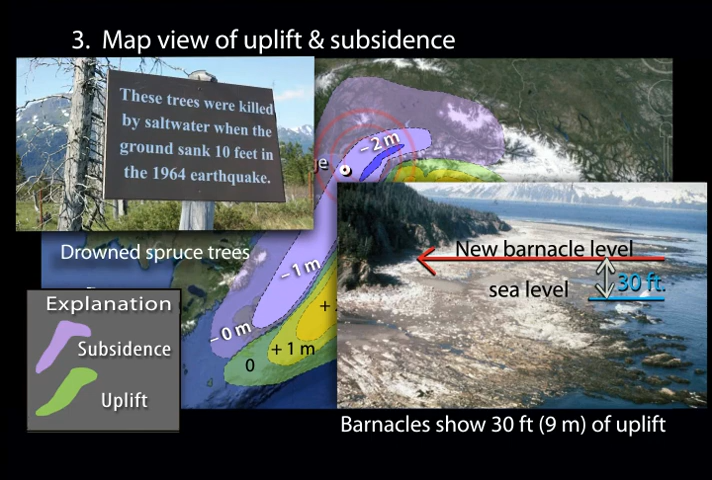 3. Map view of uplift & subsidence
These trees were killed
by saltwater when the
ground sank 10 feet in
the 1964 earthquake.
Drowned spruce trees
ge
– 2 m
– 1 m
– 0 m
+
+ 1 m
0
New barnacle level
sea level
30 ft.
Explanation
Subsidence
Uplift
Barnacles show 30 ft (9 m) of uplift